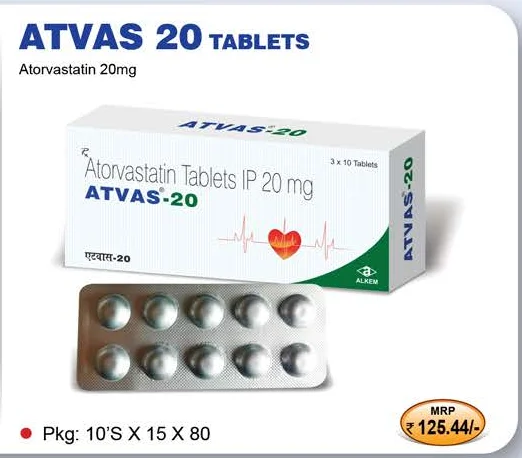 ATVAS 20 TABLETS
Atorvastatin 20mg
ATVAS®-20
Rx
Atorvastatin Tablets IP 20 mg
3 x 10 Tablets
ATVAS®-20
एटवास-20
ATVAS®-20
ALKEM
Pkg: 10'S X 15 X 80
MRP
₹ 125.44/-